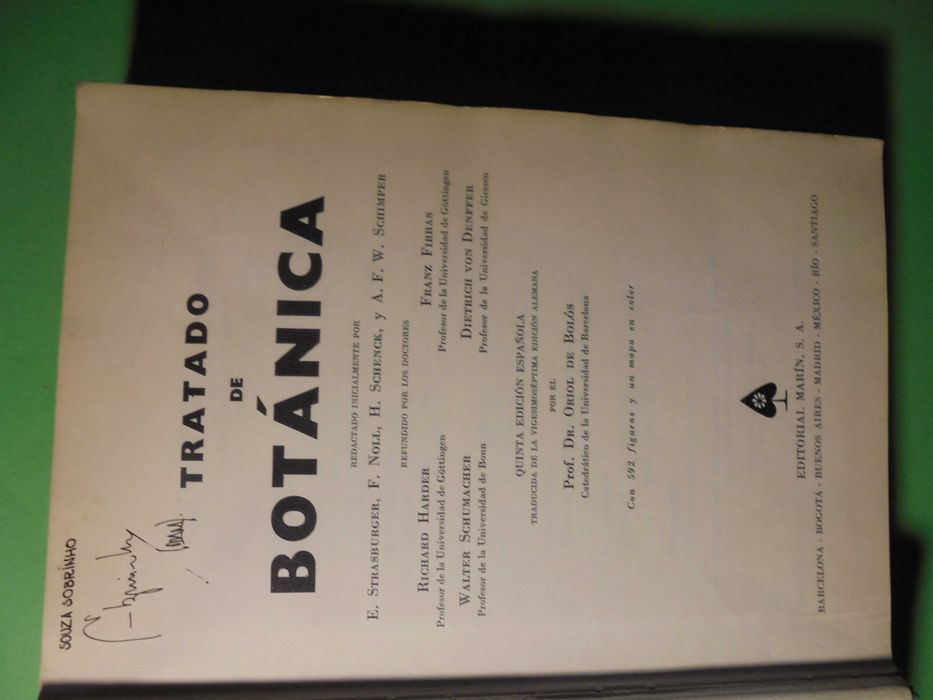 SOUZA SOBRINHO
TRATADO
DE
BOTÁNICA
REDACTADO INICIALMENTE POR
E. STRASBURGER, F. NOLL, H. SCHENCK, y A. F. W. SCHIMPER
REFUNDIDO POR LOS DOCTORES
RICHARD HARDER
Profesor de la Universidad de Göttingen
FRANZ FIRBAS
Profesor de la Universidad de Göttingen
WALTER SCHUMACHER
Profesor de la Universidad de Bonn
DIETRICH VON DENFFER
Profesor de la Universidad de Giessen
QUINTA EDICIÓN ESPAÑOLA
TRADUCIDA DE LA VIGESIMOSÉPTIMA EDICIÓN ALEMANA
POR EL
Prof. Dr. ORIOL DE BOLÓS
Catedrático de la Universidad de Barcelona
Con 592 figuras y un mapa en color
EDITORIAL MARÍN, S. A.
BARCELONA - BOGOTÁ - BUENOS AIRES - MADRID - MÉXICO - RÍO - SANTIAGO